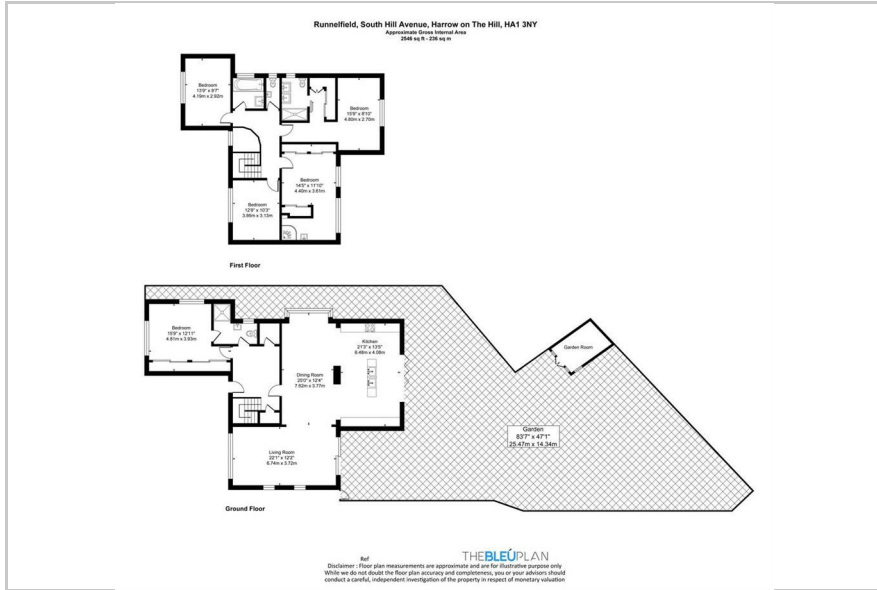 Runnelfield, South Hill Avenue, Harrow on The Hill, HA1 3NY
Approximate Gross Internal Area
2546 sq ft - 236 sq m
Bedroom
13'9" x 9'7"
4.19m x 2.92m
Bedroom
15'9" x 8'10"
4.80m x 2.70m
Bedroom
14'5" x 11'10"
4.40m x 3.61m
Bedroom
12'9" x 10'3"
3.90m x 3.13m
First Floor
Bedroom
15'9" x 12'11"
4.81m x 3.93m
Kitchen
21'3" x 13'5"
6.48m x 4.08m
Dining Room
25'0" x 12'4"
7.62m x 3.77m
Garden Room
Garden
83'7" x 47'1"
25.47m x 14.34m
Living Room
22'1" x 12'2"
6.74m x 3.72m
Ground Floor
Ref
THEBLEÚPLAN
Disclaimer : Floor plan measurements are approximate and are for illustrative purpose only
While we do not doubt the floor plan accuracy and completeness, you or your advisors should
conduct a careful, independent investigation of the property in respect of monetary valuation